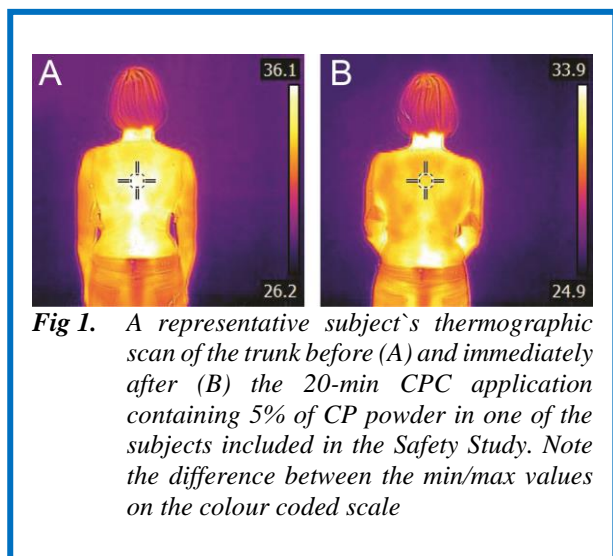 A
36.1
26.2
B
33.9
24.9
Fig 1. A representative subject`s thermographic
scan of the trunk before (A) and immediately
after (B) the 20-min CPC application
containing 5% of CP powder in one of the
subjects included in the Safety Study. Note
the difference between the min/max values
on the colour coded scale